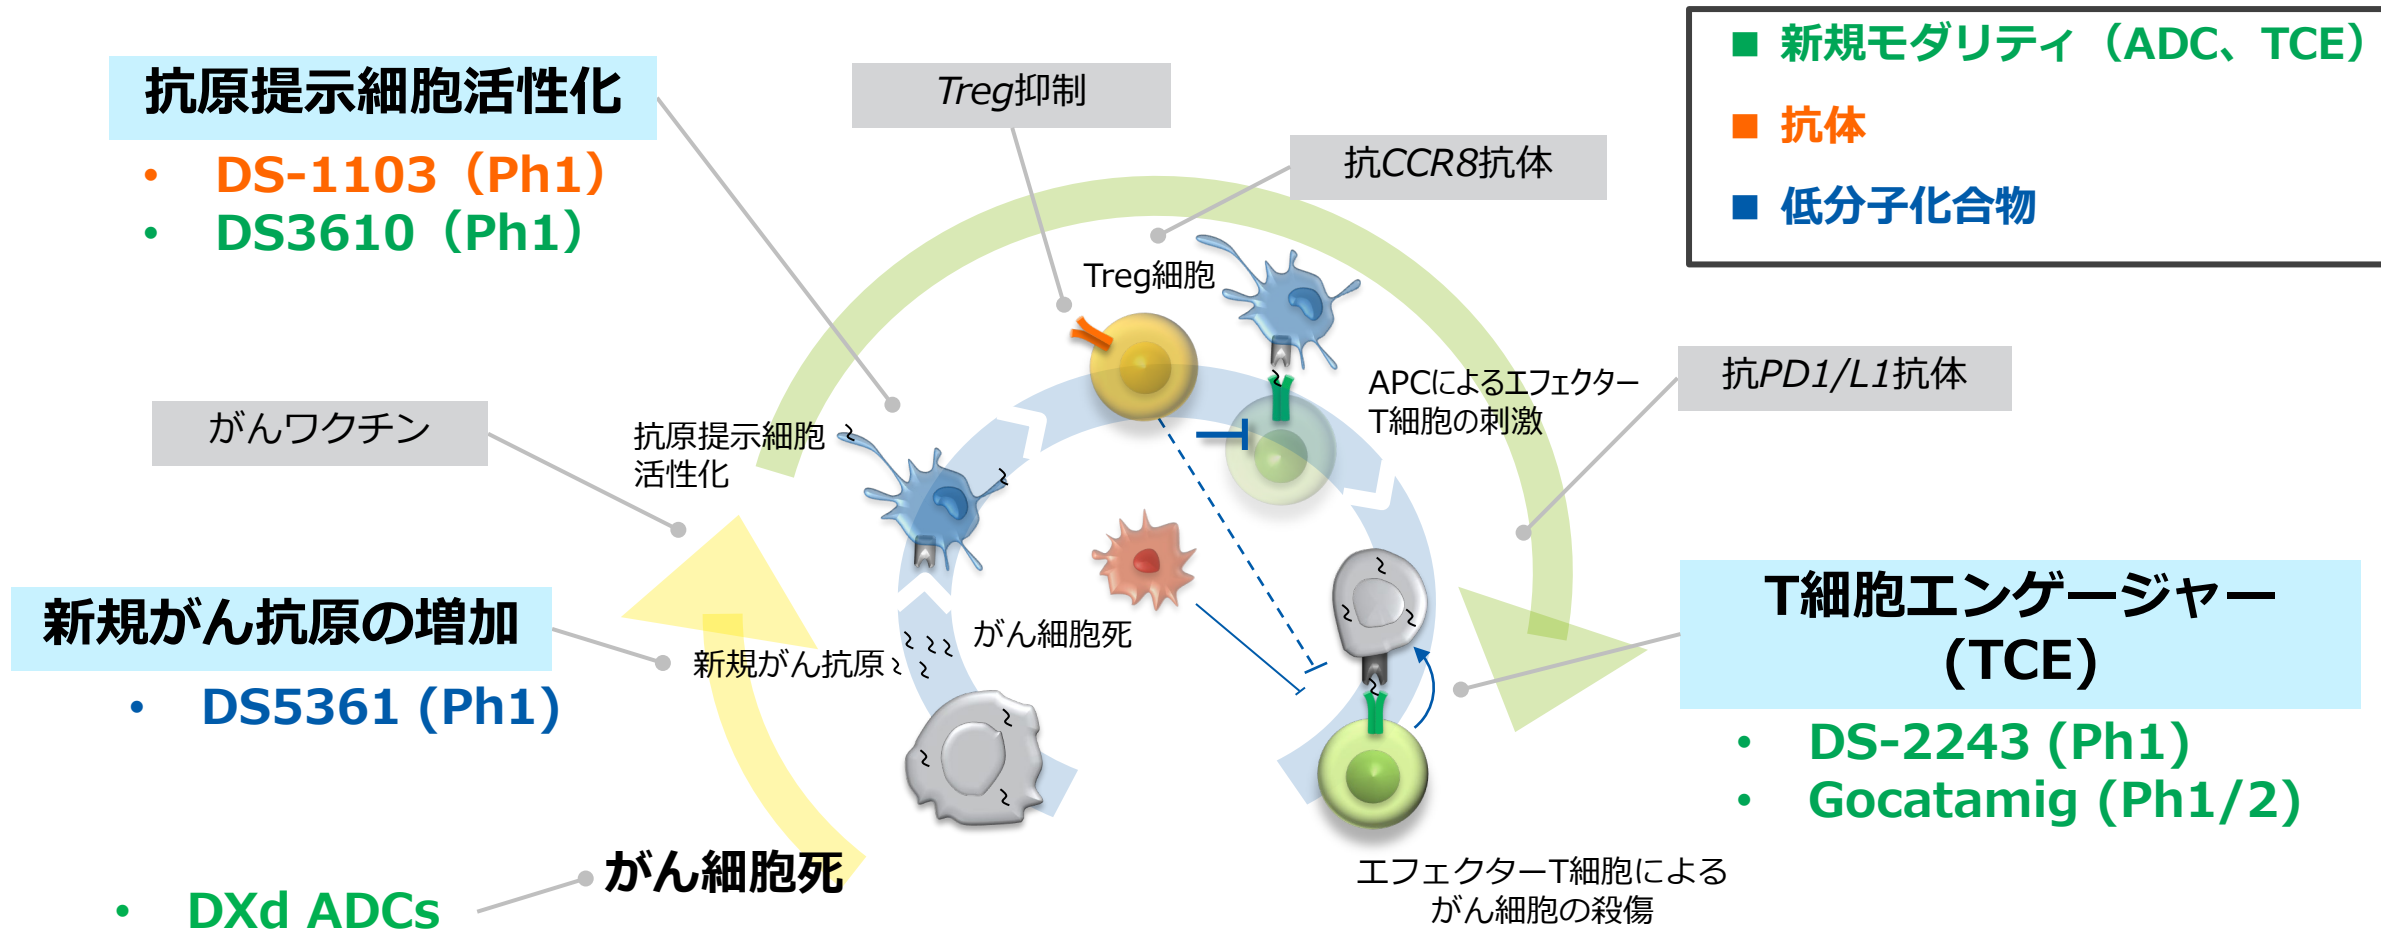 ■ 新規モダリティ（ADC、TCE）
■ 抗体
■ 低分子化合物
抗原提示細胞活性化
• DS-1103（Ph1）
• DS3610（Ph1）
Treg抑制
抗CCR8抗体
Treg細胞
抗PD1/L1抗体
APCによるエフェクター
T細胞の刺激
がんワクチン
抗原提示細胞
活性化
新規がん抗原の増加
• DS5361 (Ph1)
新規がん抗原
がん細胞死
T細胞エンゲージャー
(TCE)
• DS-2243 (Ph1)
• Gocatamig (Ph1/2)
がん細胞死
• DXd ADCs
エフェクターT細胞による
がん細胞の殺傷